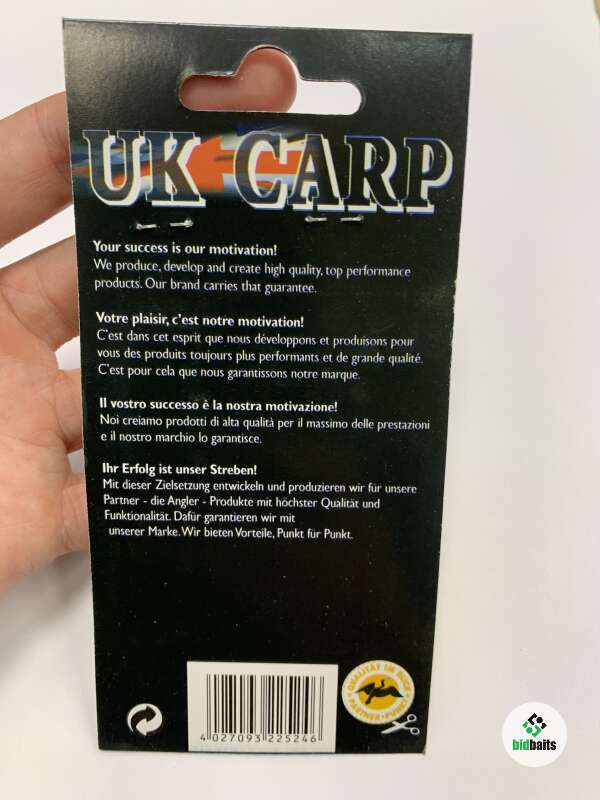 UK CARP
Your success is our motivation!
We produce, develop and create high quality, top performance
products. Our brand carries that guarantee.
Votre plaisir, c'est notre motivation!
C'est dans cet esprit que nous développons et produisons pour
vous des produits toujours plus performants et de grande qualité.
C'est pour cela que nous garantissons notre marque.
Il vostro successo è la nostra motivazione!
Noi creiamo prodotti di alta qualità per il massimo delle prestazioni
e il nostro marchio lo garantisce.
Ihr Erfolg ist unser Streben!
Mit dieser Zielsetzung entwickeln und produzieren wir für unsere
Partner - die Angler - Produkte mit höchster Qualität und
Funktionalität. Dafür garantieren wir mit
unserer Marke. Wir bieten Vorteile, Punkt für Punkt.
QUALITÄT IM BLICK
PARTNER-PUNKT
4 027093 225246
bidbaits